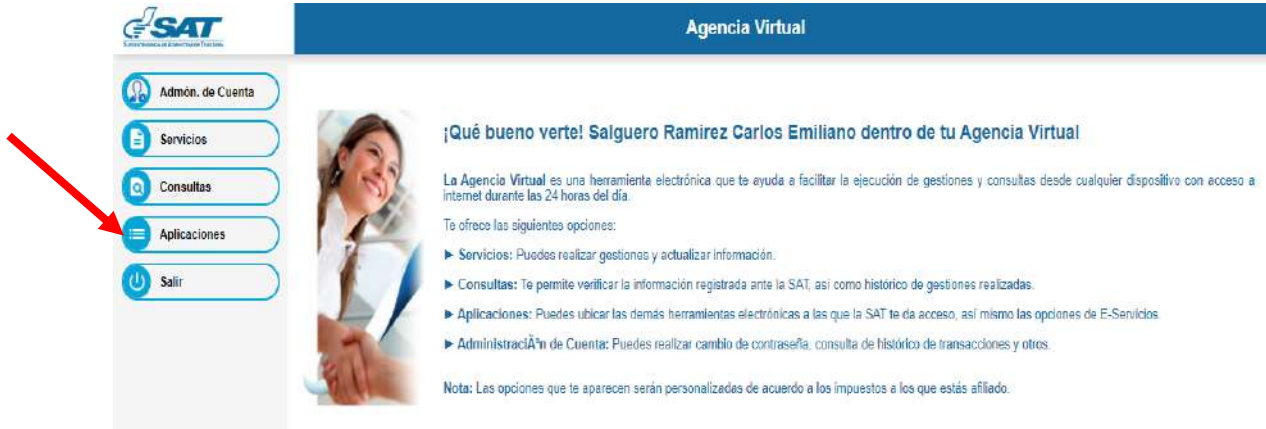 SAT
SUPERINTENDENCIA DE ADMINISTRACIÓN TRIBUTARIA
Agencia Virtual
Admón. de Cuenta
Servicios
Consultas
Aplicaciones
Salir
¡Qué bueno verte! Salguero Ramirez Carlos Emiliano dentro de tu Agencia Virtual
La Agencia Virtual es una herramienta electrónica que te ayuda a facilitar la ejecución de gestiones y consultas desde cualquier dispositivo con acceso a
internet durante las 24 horas del día.
Te ofrece las siguientes opciones:
► Servicios: Puedes realizar gestiones y actualizar información.
► Consultas: Te permite verificar la información registrada ante la SAT, así como histórico de gestiones realizadas.
► Aplicaciones: Puedes ubicar las demás herramientas electrónicas a las que la SAT te da acceso, así mismo las opciones de E-Servicios.
► AdministraciÃ³n de Cuenta: Puedes realizar cambio de contraseña, consulta de histórico de transacciones y otros.
Nota: Las opciones que te aparecen serán personalizadas de acuerdo a los impuestos a los que estás afiliado.